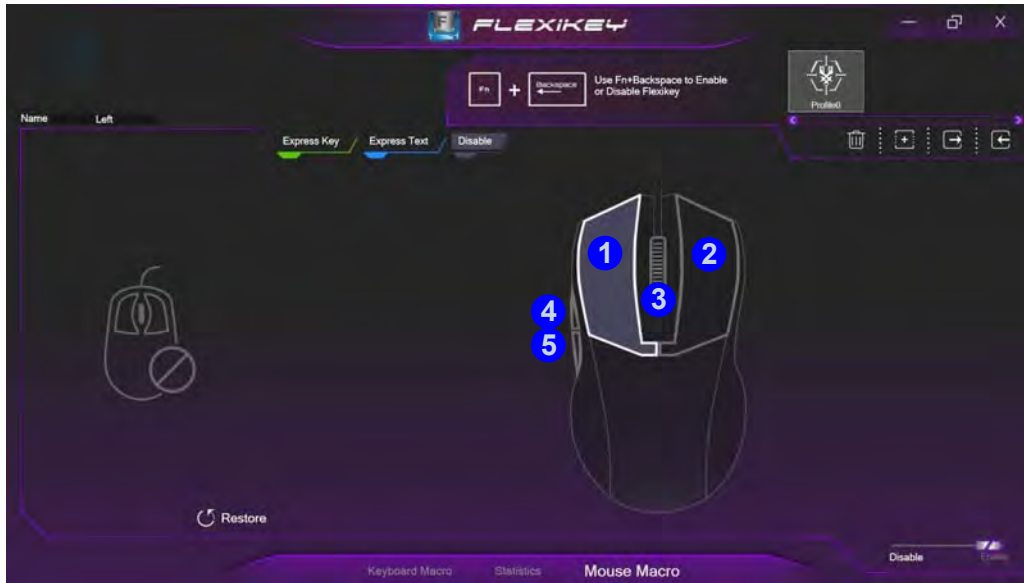 F FLEXIKEY
Fn + Backspace Use Fn+Backspace to Enable
or Disable Flexikey
Profile0
Name Left
Express Key Express Text Disable
1 2
3
4
5
Restore
Disable Enable
Keyboard Macro Statistics Mouse Macro